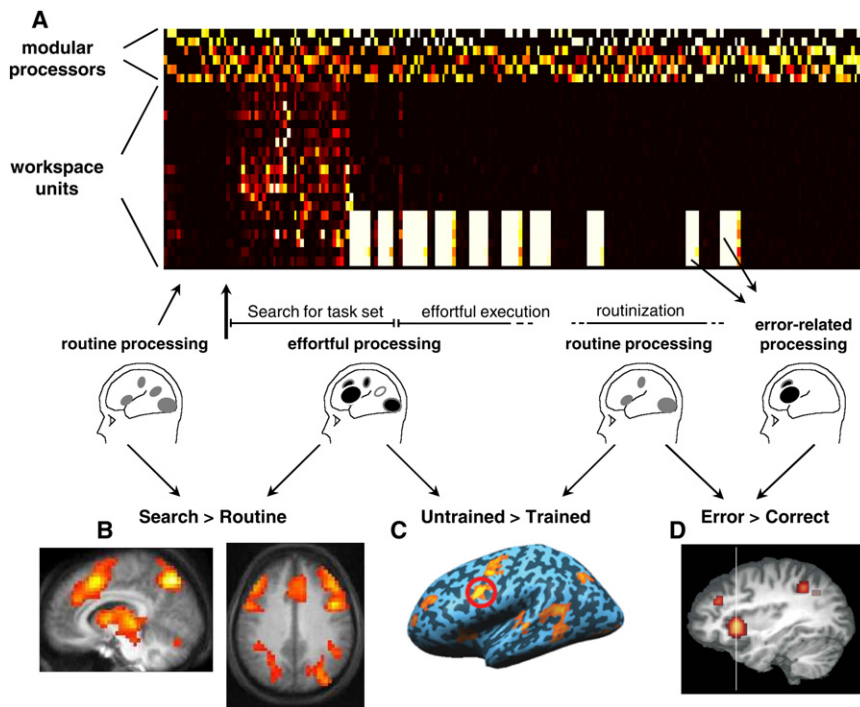 A
modular
processors
workspace
units
Search for task set
effortful execution
routinization
routine processing
effortful processing
routine processing
error-related
processing
B
Search > Routine
C
Untrained > Trained
D
Error > Correct